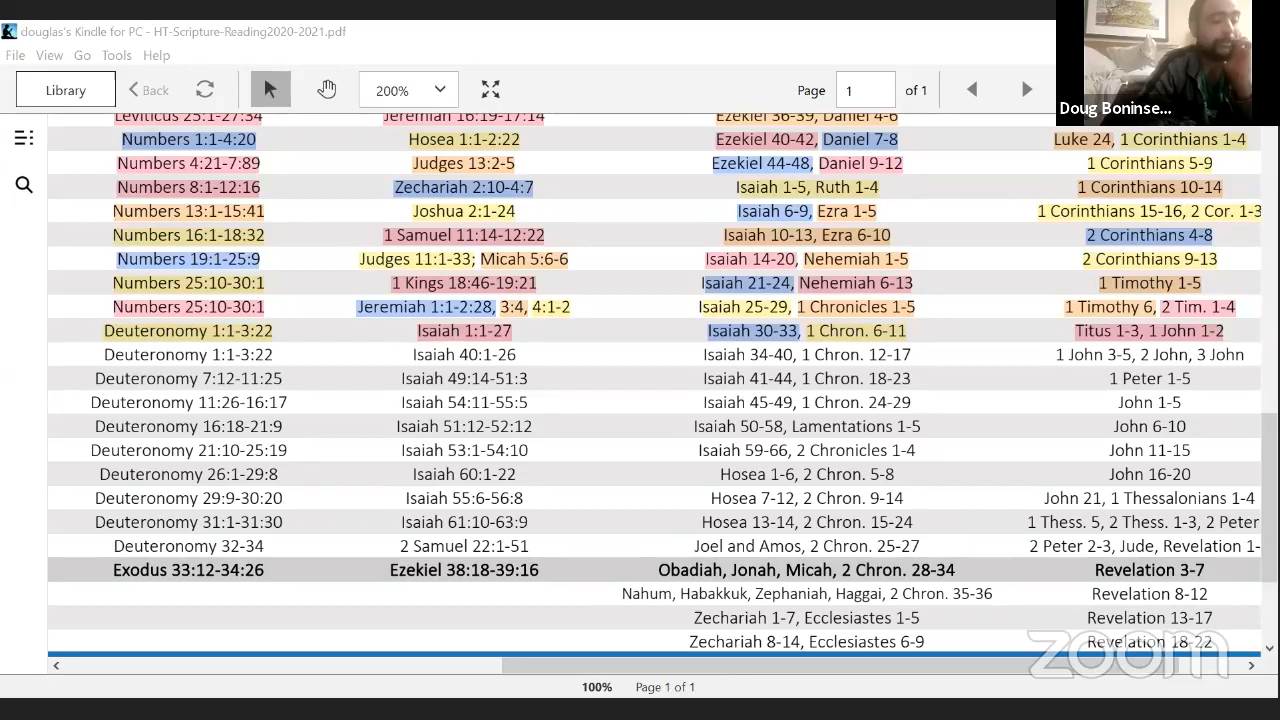 douglas's Kindle for PC - HT-Scripture-Reading2020-2021.pdf
File View Go Tools Help
Library Back 200% Page 1 of 1
Doug Boninse...
Leviticus 25:1-27:34 Jeremiah 16:19-17:14 Ezekiel 36-39, Daniel 4-6
Numbers 1:1-4:20 Hosea 1:1-2:22 Ezekiel 40-42, Daniel 7-8 Luke 24, 1 Corinthians 1-4
Numbers 4:21-7:89 Judges 13:2-5 Ezekiel 44-48, Daniel 9-12 1 Corinthians 5-9
Numbers 8:1-12:16 Zechariah 2:10-4:7 Isaiah 1-5, Ruth 1-4 1 Corinthians 10-14
Numbers 13:1-15:41 Joshua 2:1-24 Isaiah 6-9, Ezra 1-5 1 Corinthians 15-16, 2 Cor. 1-3
Numbers 16:1-18:32 1 Samuel 11:14-12:22 Isaiah 10-13, Ezra 6-10 2 Corinthians 4-8
Numbers 19:1-25:9 Judges 11:1-33; Micah 5:6-6 Isaiah 14-20, Nehemiah 1-5 2 Corinthians 9-13
Numbers 25:10-30:1 1 Kings 18:46-19:21 Isaiah 21-24, Nehemiah 6-13 1 Timothy 1-5
Numbers 25:10-30:1 Jeremiah 1:1-2:28, 3:4, 4:1-2 Isaiah 25-29, 1 Chronicles 1-5 1 Timothy 6, 2 Tim. 1-4
Deuteronomy 1:1-3:22 Isaiah 1:1-27 Isaiah 30-33, 1 Chron. 6-11 Titus 1-3, 1 John 1-2
Deuteronomy 1:1-3:22 Isaiah 40:1-26 Isaiah 34-40, 1 Chron. 12-17 1 John 3-5, 2 John, 3 John
Deuteronomy 7:12-11:25 Isaiah 49:14-51:3 Isaiah 41-44, 1 Chron. 18-23 1 Peter 1-5
Deuteronomy 11:26-16:17 Isaiah 54:11-55:5 Isaiah 45-49, 1 Chron. 24-29 John 1-5
Deuteronomy 16:18-21:9 Isaiah 51:12-52:12 Isaiah 50-58, Lamentations 1-5 John 6-10
Deuteronomy 21:10-25:19 Isaiah 53:1-54:10 Isaiah 59-66, 2 Chronicles 1-4 John 11-15
Deuteronomy 26:1-29:8 Isaiah 60:1-22 Hosea 1-6, 2 Chron. 5-8 John 16-20
Deuteronomy 29:9-30:20 Isaiah 55:6-56:8 Hosea 7-12, 2 Chron. 9-14 John 21, 1 Thessalonians 1-4
Deuteronomy 31:1-31:30 Isaiah 61:10-63:9 Hosea 13-14, 2 Chron. 15-24 1 Thess. 5, 2 Thess. 1-3, 2 Peter
Deuteronomy 32-34 2 Samuel 22:1-51 Joel and Amos, 2 Chron. 25-27 2 Peter 2-3, Jude, Revelation 1-
Exodus 33:12-34:26 Ezekiel 38:18-39:16 Obadiah, Jonah, Micah, 2 Chron. 28-34 Revelation 3-7
Nahum, Habakkuk, Zephaniah, Haggai, 2 Chron. 35-36 Revelation 8-12
Zechariah 1-7, Ecclesiastes 1-5 Revelation 13-17
Zechariah 8-14, Ecclesiastes 6-9 Revelation 18-22
zoom
100% Page 1 of 1